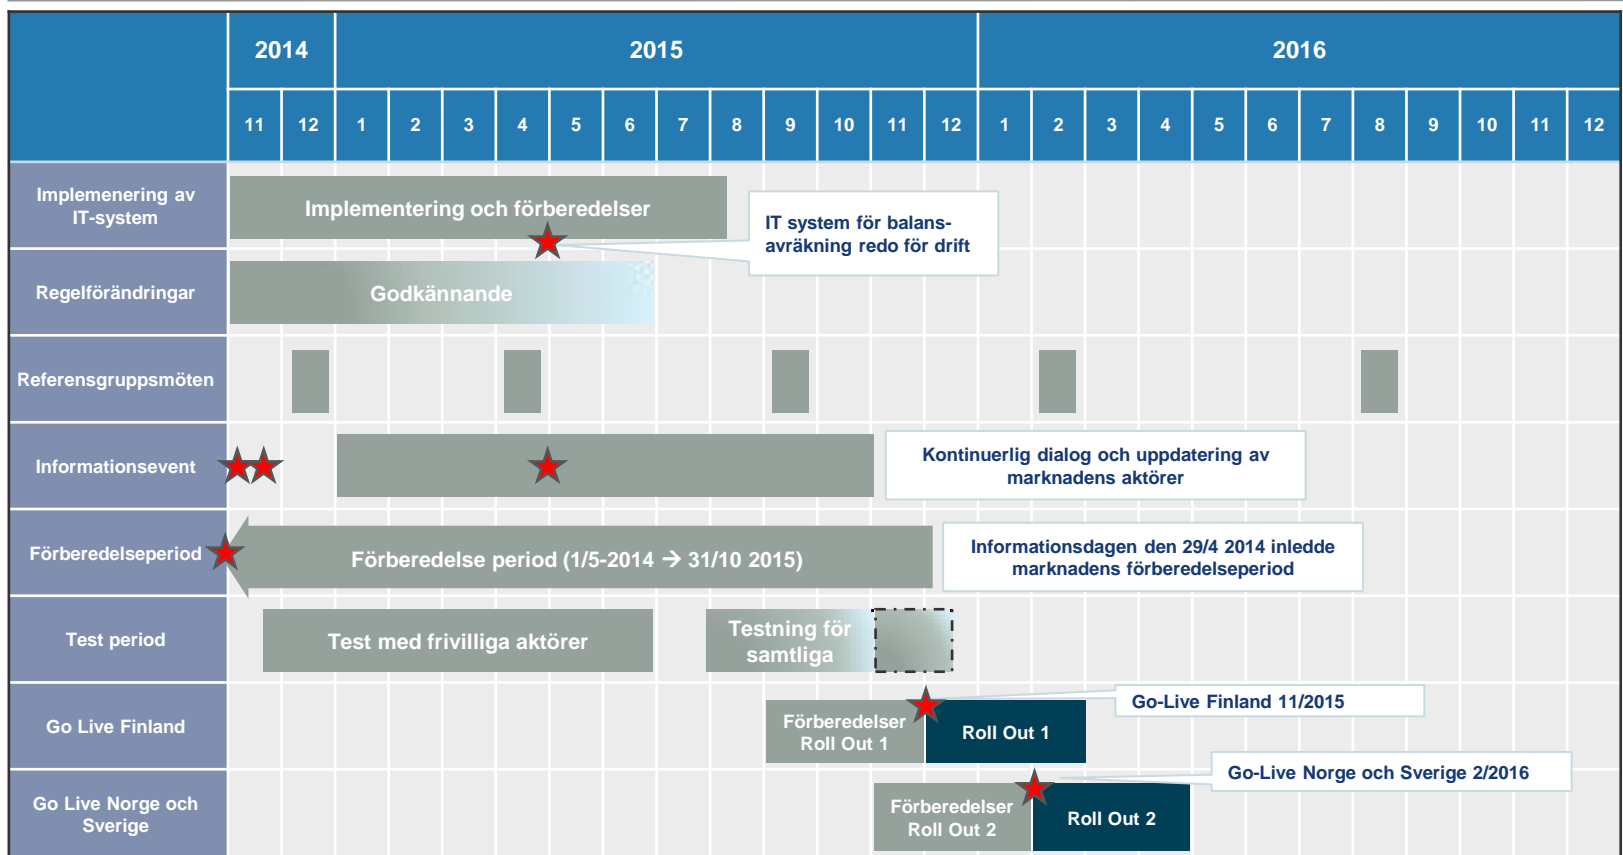 2014 2015 2016
11 12 1 2 3 4 5 6 7 8 9 10 11 12 1 2 3 4 5 6 7 8 9 10 11 12
Implemenering av
IT-system
Implementering och förberedelser
IT system för balans-
avräkning redo för drift
Regelförändringar
Godkännande
Referensgruppsmöten
Informationsevent
Kontinuerlig dialog och uppdatering av
marknadens aktörer
Förberedelseperiod
Förberedelse period (1/5-2014 → 31/10 2015)
Informationsdagen den 29/4 2014 inledde
marknadens förberedelseperiod
Test period
Test med frivilliga aktörer
Testning för
samtliga
Go Live Finland
Förberedelser
Roll Out 1
Roll Out 1
Go-Live Finland 11/2015
Go Live Norge och
Sverige
Förberedelser
Roll Out 2
Roll Out 2
Go-Live Norge och Sverige 2/2016